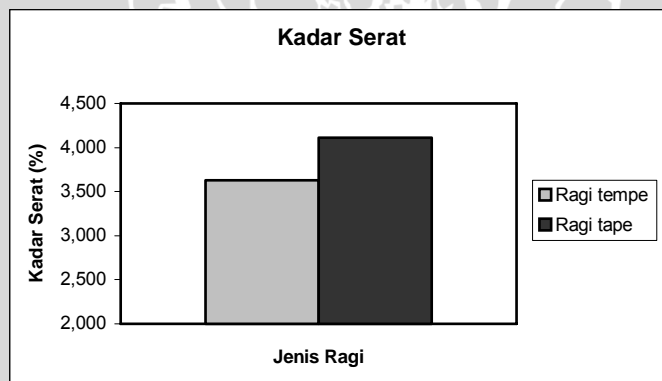 Kadar Serat
4,500
4,000
3,500
3,000
2,500
2,000
Kadar Serat (%)
Jenis Ragi
Ragi tempe
Ragi tape